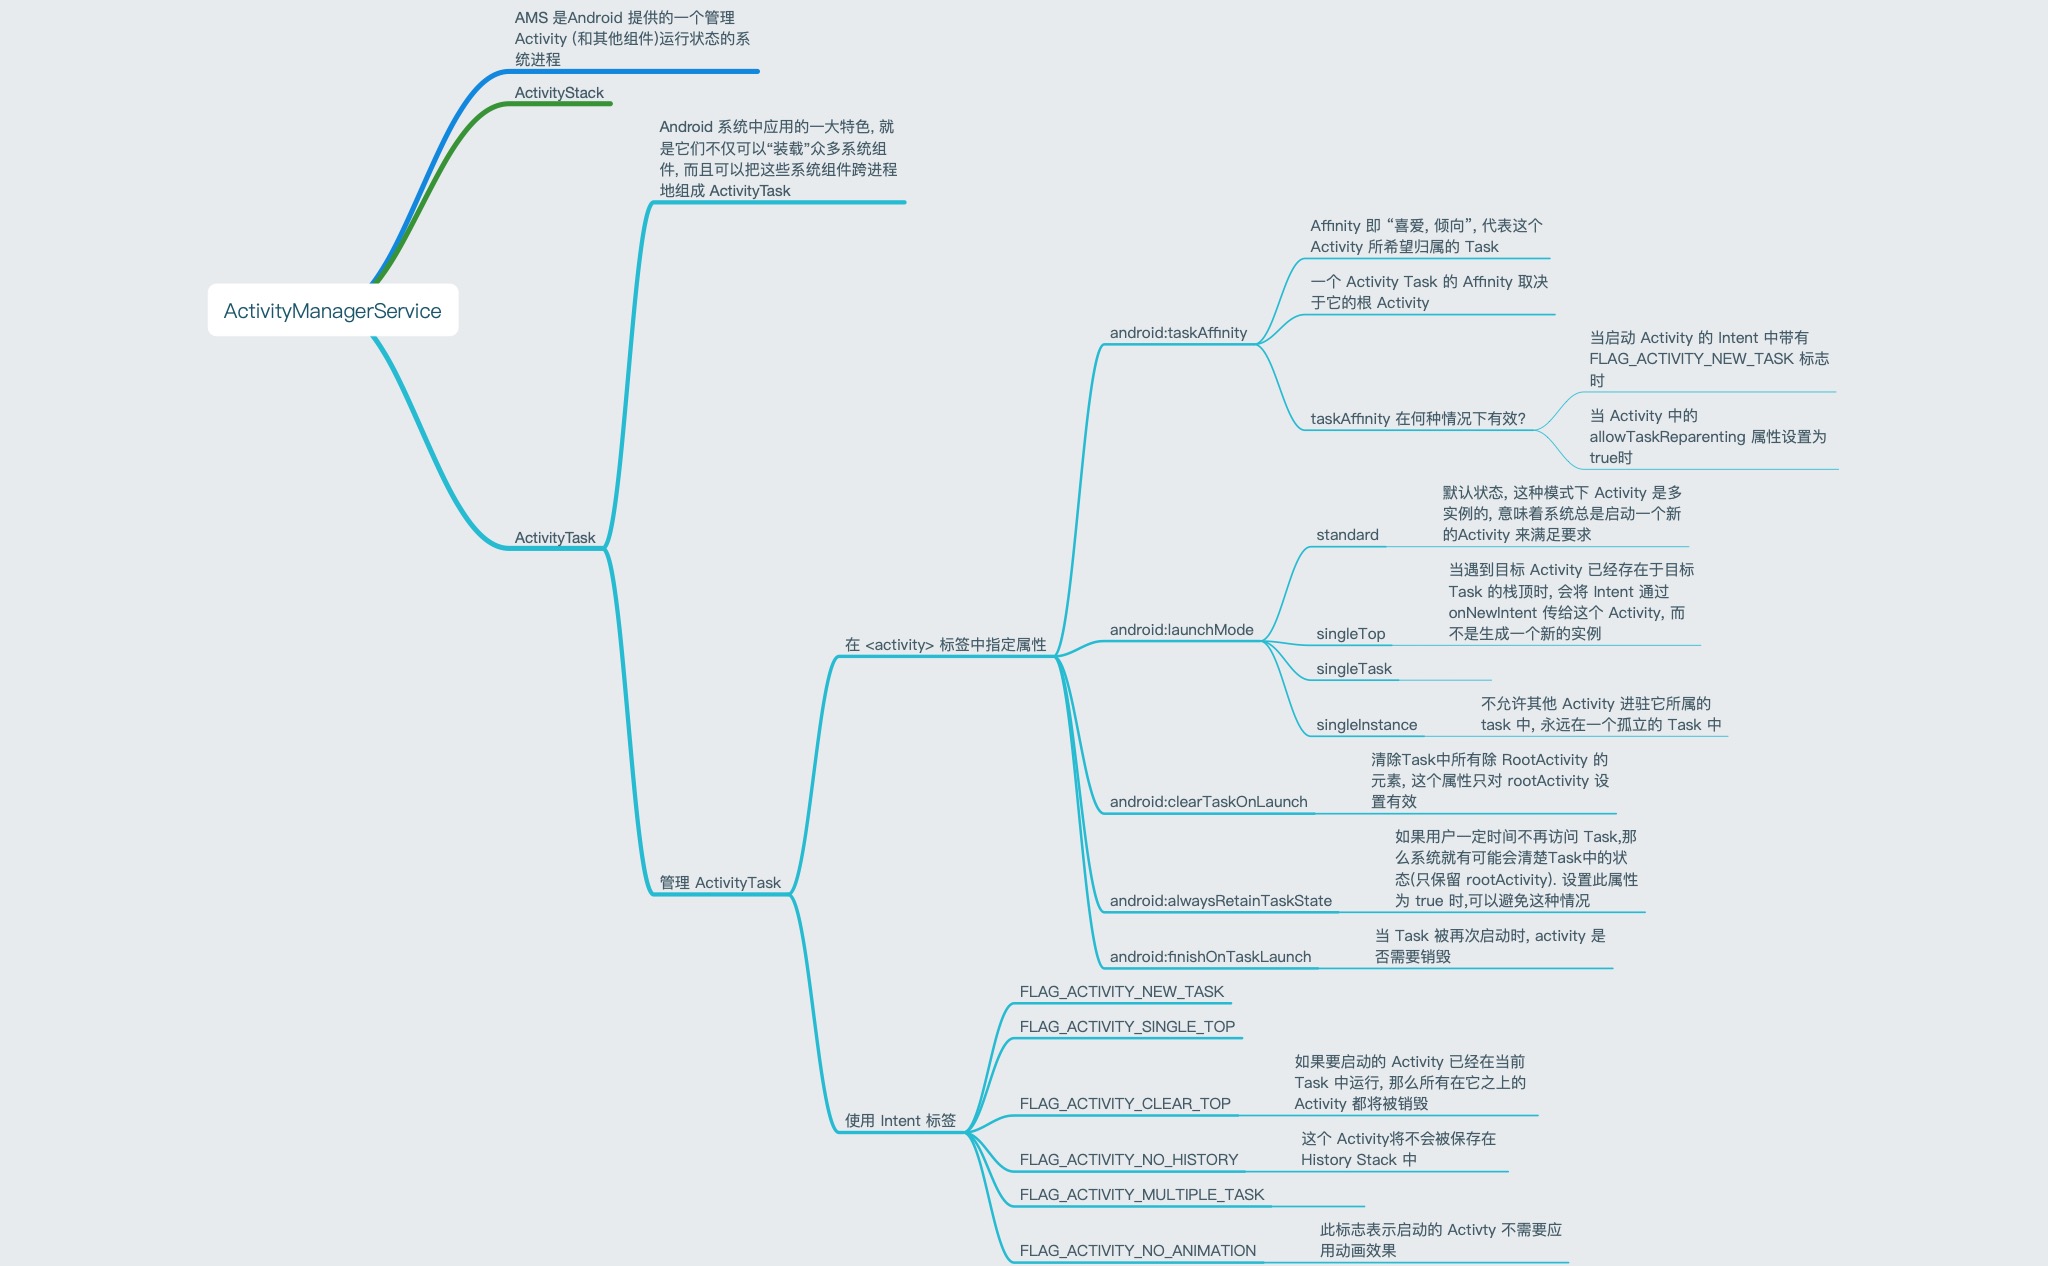 AMS 是Android 提供的一个管理
Activity (和其他组件)运行状态的系
统进程
ActivityStack
Android 系统中应用的一大特色, 就
是它们不仅可以“装载”众多系统组
件, 而且可以把这些系统组件跨进程
地组成 ActivityTask
ActivityManagerService
ActivityTask
管理 ActivityTask
在 <activity> 标签中指定属性
android:taskAffinity
Affinity 即 “喜爱, 倾向”, 代表这个
Activity 所希望归属的 Task
一个 Activity Task 的 Affinity 取决
于它的根 Activity
taskAffinity 在何种情况下有效?
当启动 Activity 的 Intent 中带有
FLAG_ACTIVITY_NEW_TASK 标志
时
当 Activity 中的
allowTaskReparenting 属性设置为
true时
android:launchMode
standard
默认状态, 这种模式下 Activity 是多
实例的, 意味着系统总是启动一个新
的Activity 来满足要求
singleTop
当遇到目标 Activity 已经存在于目标
Task 的栈顶时, 会将 Intent 通过
onNewIntent 传给这个 Activity, 而
不是生成一个新的实例
singleTask
singleInstance
不允许其他 Activity 进驻它所属的
task 中, 永远在一个孤立的 Task 中
android:clearTaskOnLaunch
清除Task中所有除 RootActivity 的
元素, 这个属性只对 rootActivity 设
置有效
android:alwaysRetainTaskState
如果用户一定时间不再访问 Task,那
么系统就有可能会清楚Task中的状
态(只保留 rootActivity). 设置此属性
为 true 时,可以避免这种情况
android:finishOnTaskLaunch
当 Task 被再次启动时, activity 是
否需要销毁
使用 Intent 标签
FLAG_ACTIVITY_NEW_TASK
FLAG_ACTIVITY_SINGLE_TOP
FLAG_ACTIVITY_CLEAR_TOP
如果要启动的 Activity 已经在当前
Task 中运行, 那么所有在它之上的
Activity 都将被销毁
FLAG_ACTIVITY_NO_HISTORY
这个 Activity将不会被保存在
History Stack 中
FLAG_ACTIVITY_MULTIPLE_TASK
FLAG_ACTIVITY_NO_ANIMATION
此标志表示启动的 Activty 不需要应
用动画效果